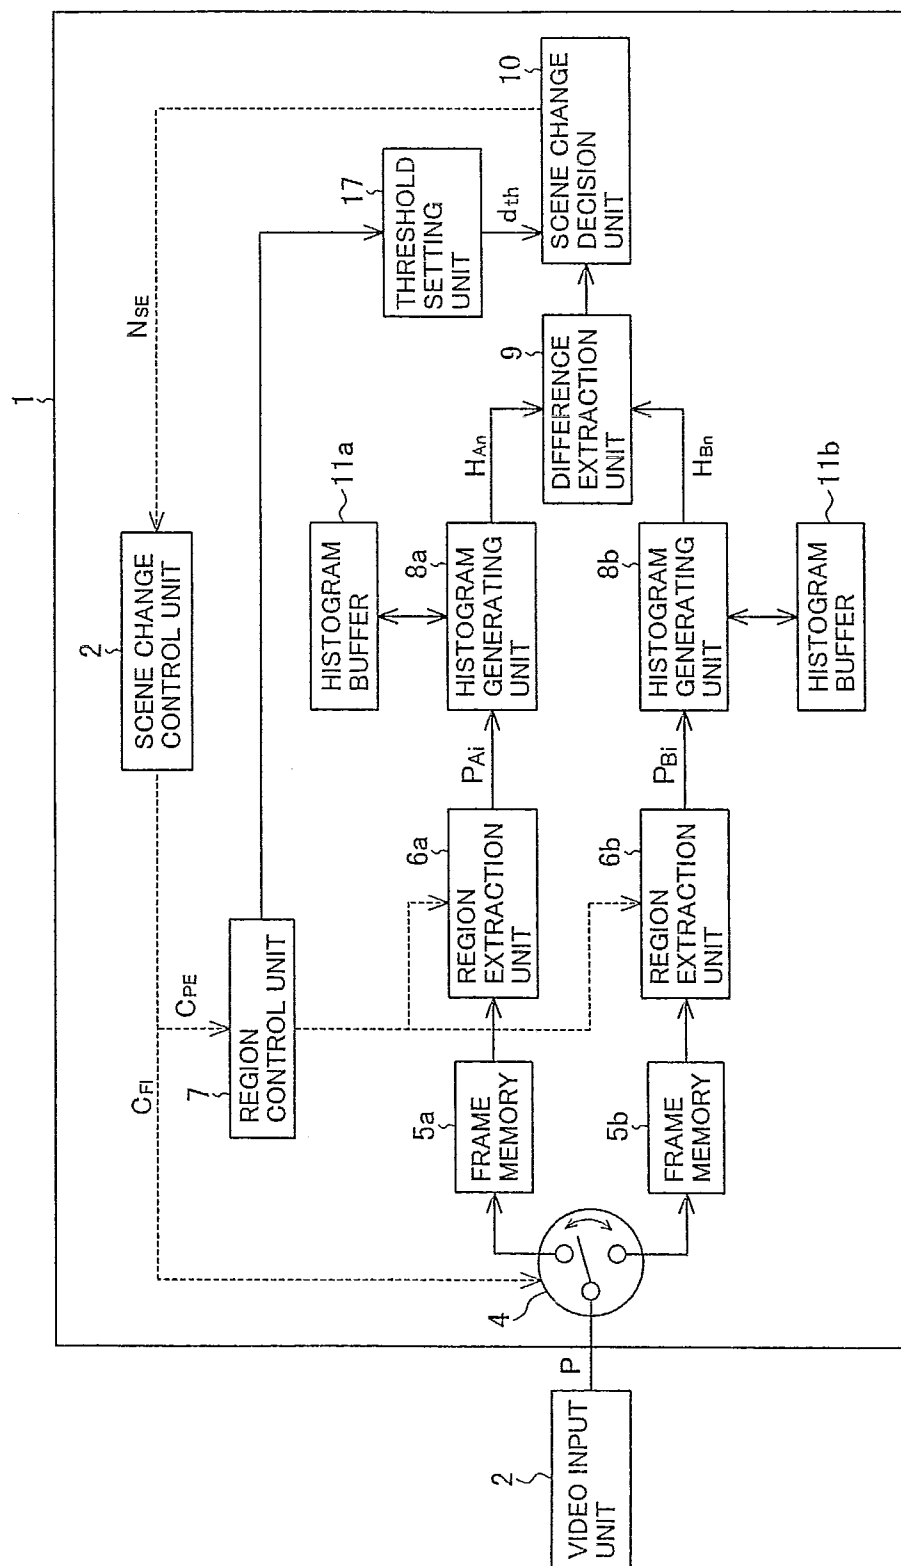 1
2
SCENE CHANGE
CONTROL UNIT
NSE
CFI
CPE
7
REGION
CONTROL UNIT
17
THRESHOLD
SETTING
UNIT
dth
10
SCENE CHANGE
DECISION
UNIT
11a
HISTOGRAM
BUFFER
8a
HISTOGRAM
GENERATING
UNIT
HAn
9
DIFFERENCE
EXTRACTION
UNIT
6a
REGION
EXTRACTION
UNIT
PAi
5a
FRAME
MEMORY
4
P
2
VIDEO INPUT
UNIT
5b
FRAME
MEMORY
6b
REGION
EXTRACTION
UNIT
PBi
8b
HISTOGRAM
GENERATING
UNIT
HBn
11b
HISTOGRAM
BUFFER